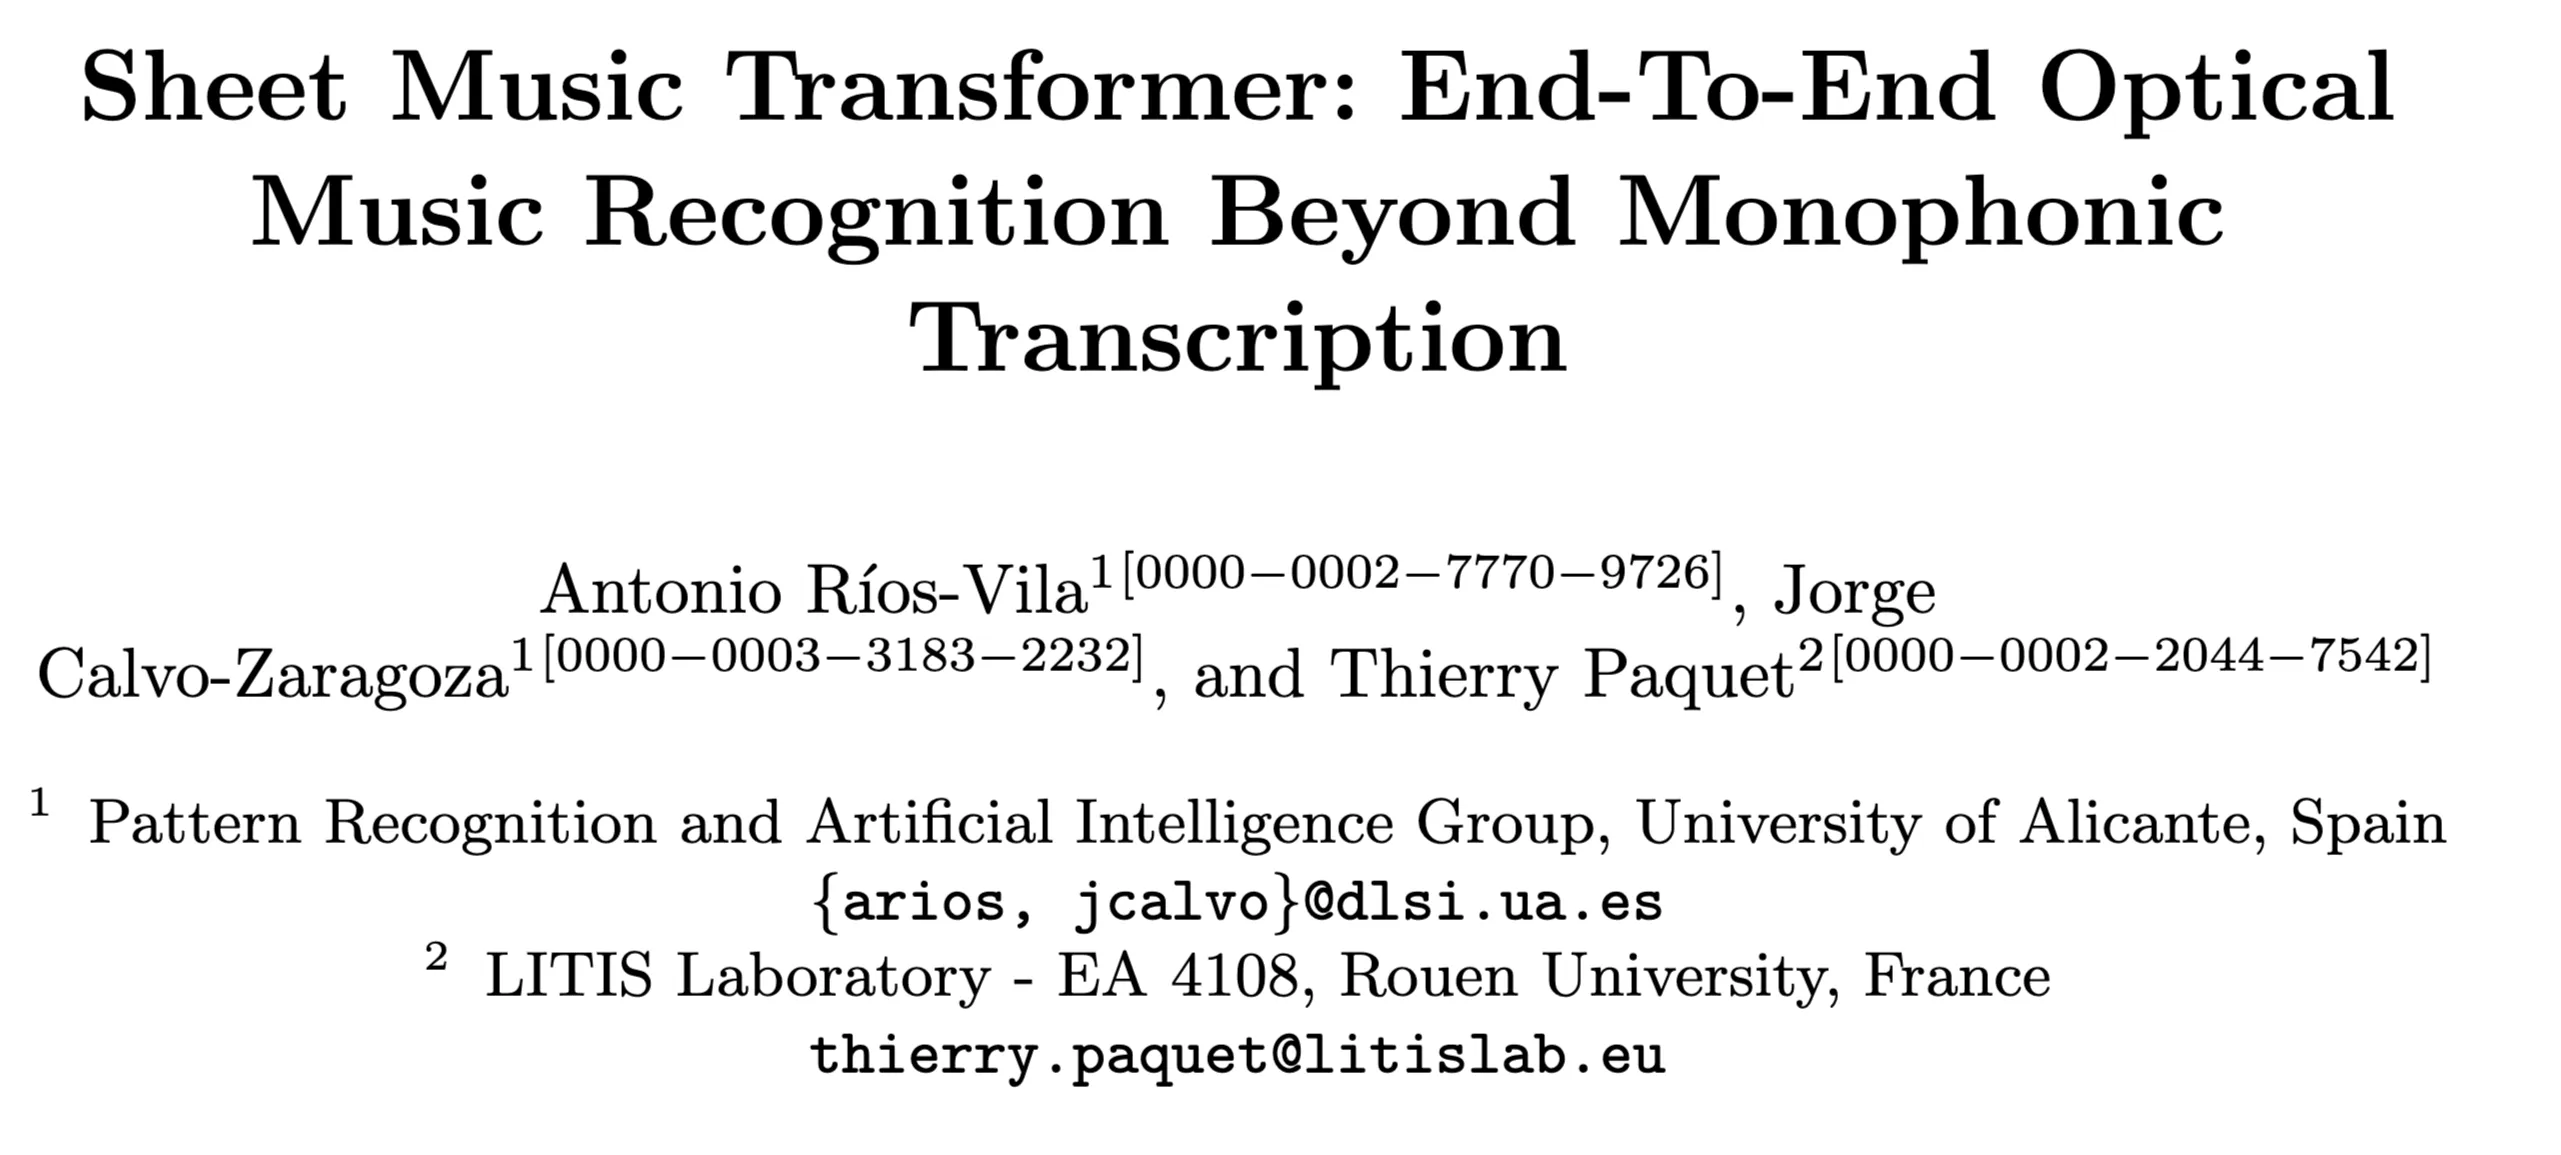 Sheet Music Transformer: End-To-End Optical
Music Recognition Beyond Monophonic
Transcription
Antonio Ríos-Vila1[0000−0002−7770−9726], Jorge
Calvo-Zaragoza1[0000−0003−3183−2232], and Thierry Paquet2[0000−0002−2044−7542]
1 Pattern Recognition and Artificial Intelligence Group, University of Alicante, Spain
{arios, jcalvo}@dlsi.ua.es
2 LITIS Laboratory - EA 4108, Rouen University, France
thierry.paquet@litislab.eu